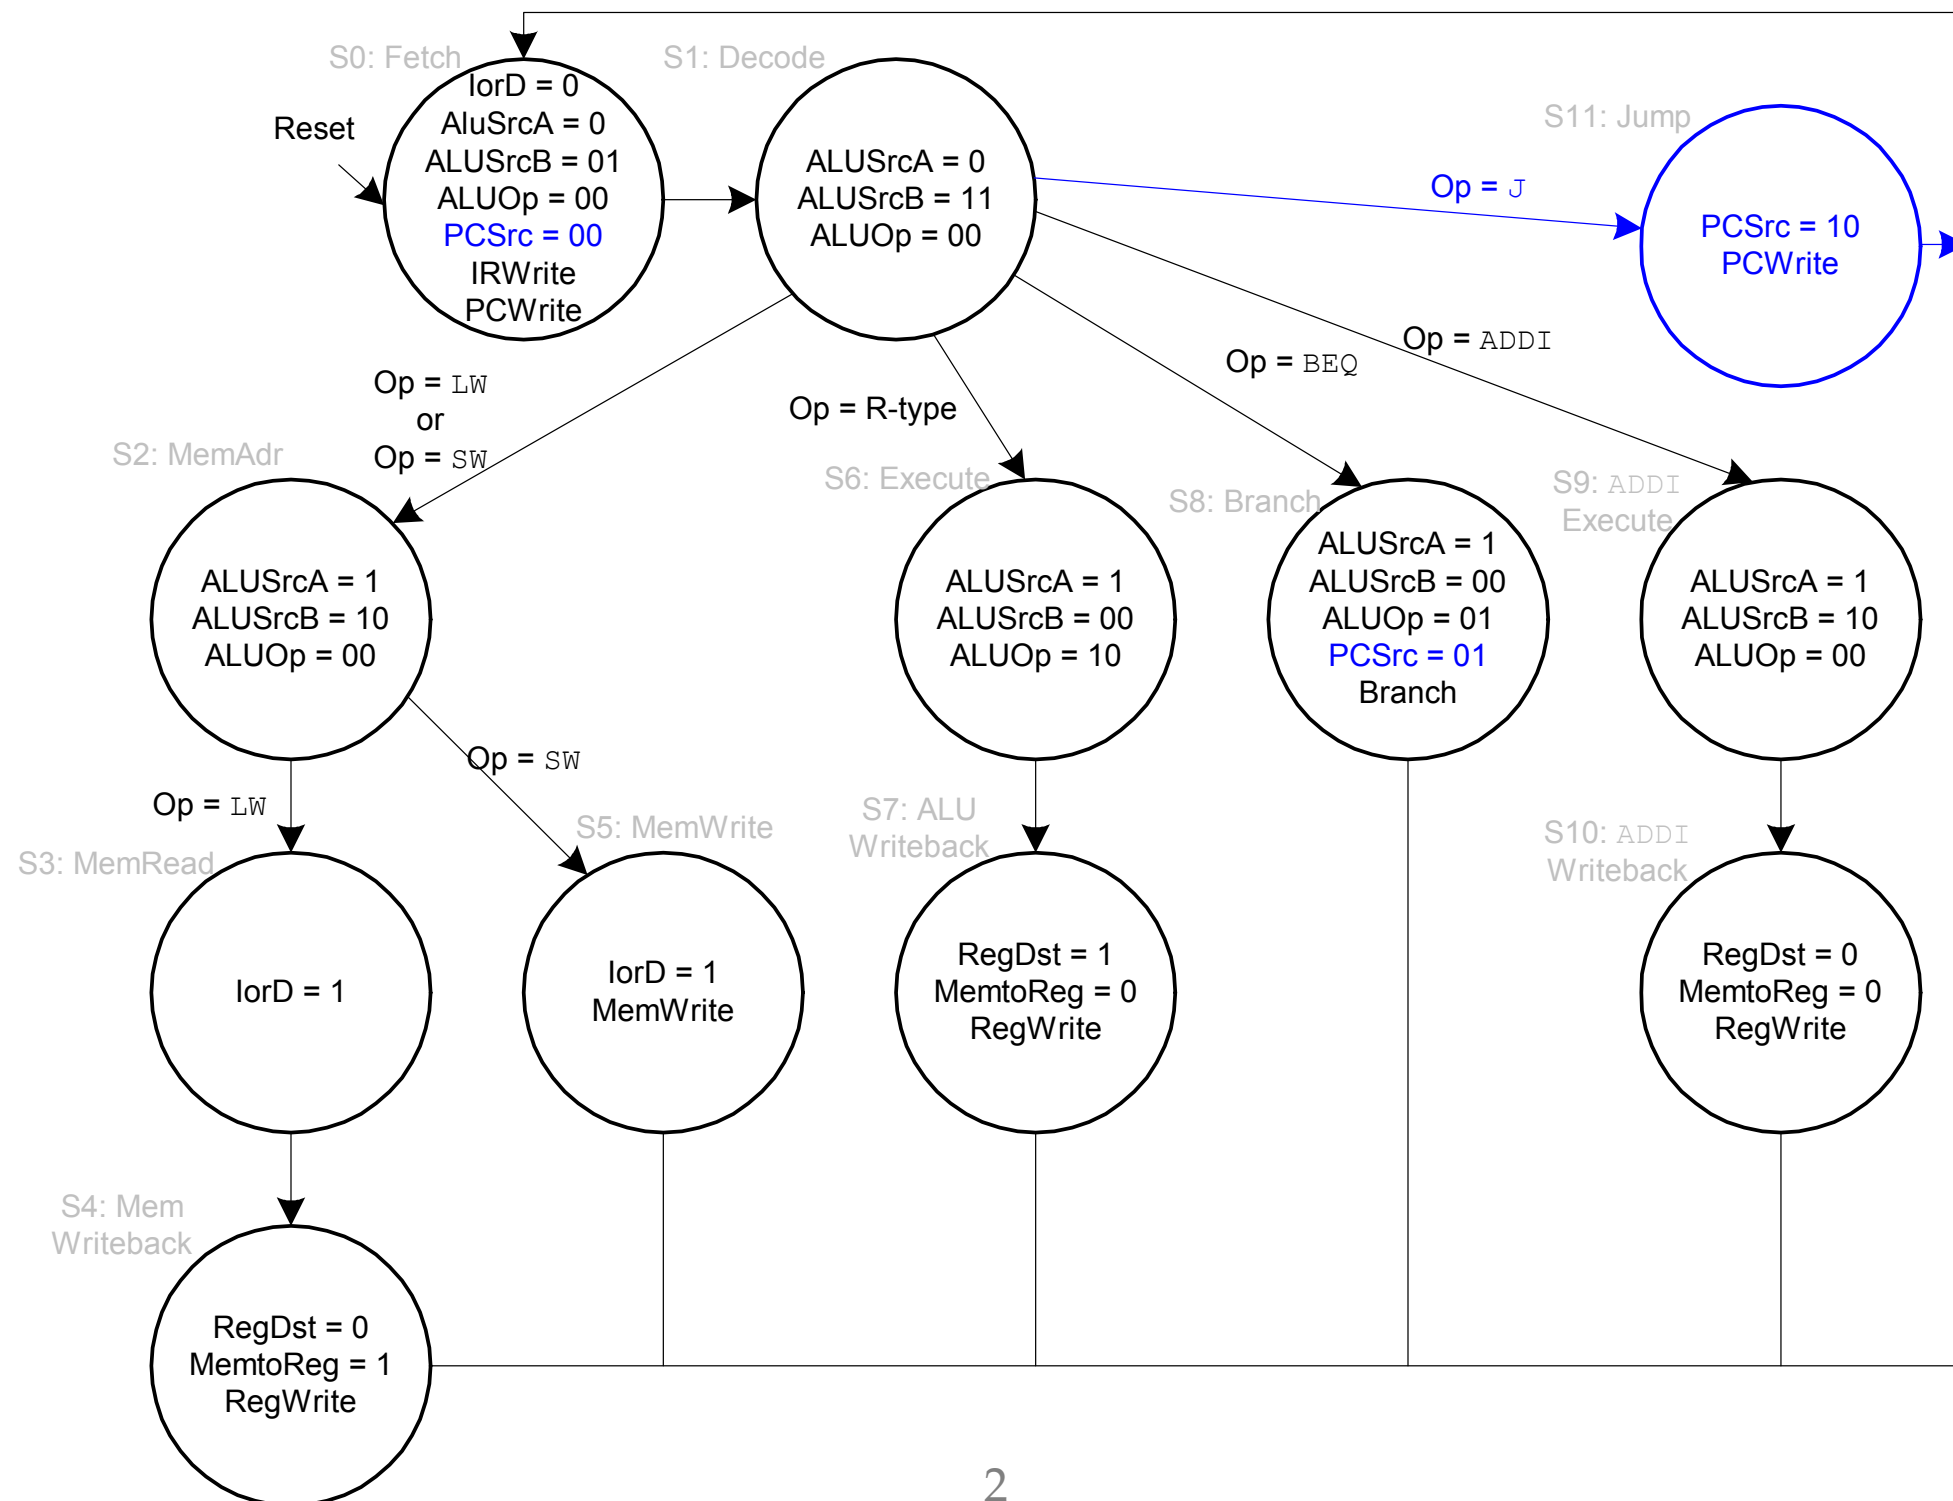 S0: Fetch
IorD = 0
AluSrcA = 0
ALUSrcB = 01
ALUOp = 00
PCSrc = 00
IRWrite
PCWrite
Reset
S1: Decode
ALUSrcA = 0
ALUSrcB = 11
ALUOp = 00
S11: Jump
Op = J
PCSrc = 10
PCWrite
Op = LW
or
Op = SW
Op = R-type
Op = BEQ
Op = ADDI
S2: MemAdr
ALUSrcA = 1
ALUSrcB = 10
ALUOp = 00
S6: Execute
ALUSrcA = 1
ALUSrcB = 00
ALUOp = 10
S8: Branch
ALUSrcA = 1
ALUSrcB = 00
ALUOp = 01
PCSrc = 01
Branch
S9: ADDI
Execute
ALUSrcA = 1
ALUSrcB = 10
ALUOp = 00
Op = LW
Op = SW
S3: MemRead
IorD = 1
S5: MemWrite
IorD = 1
MemWrite
S7: ALU
Writeback
RegDst = 1
MemtoReg = 0
RegWrite
S10: ADDI
Writeback
RegDst = 0
MemtoReg = 0
RegWrite
S4: Mem
Writeback
RegDst = 0
MemtoReg = 1
RegWrite
2